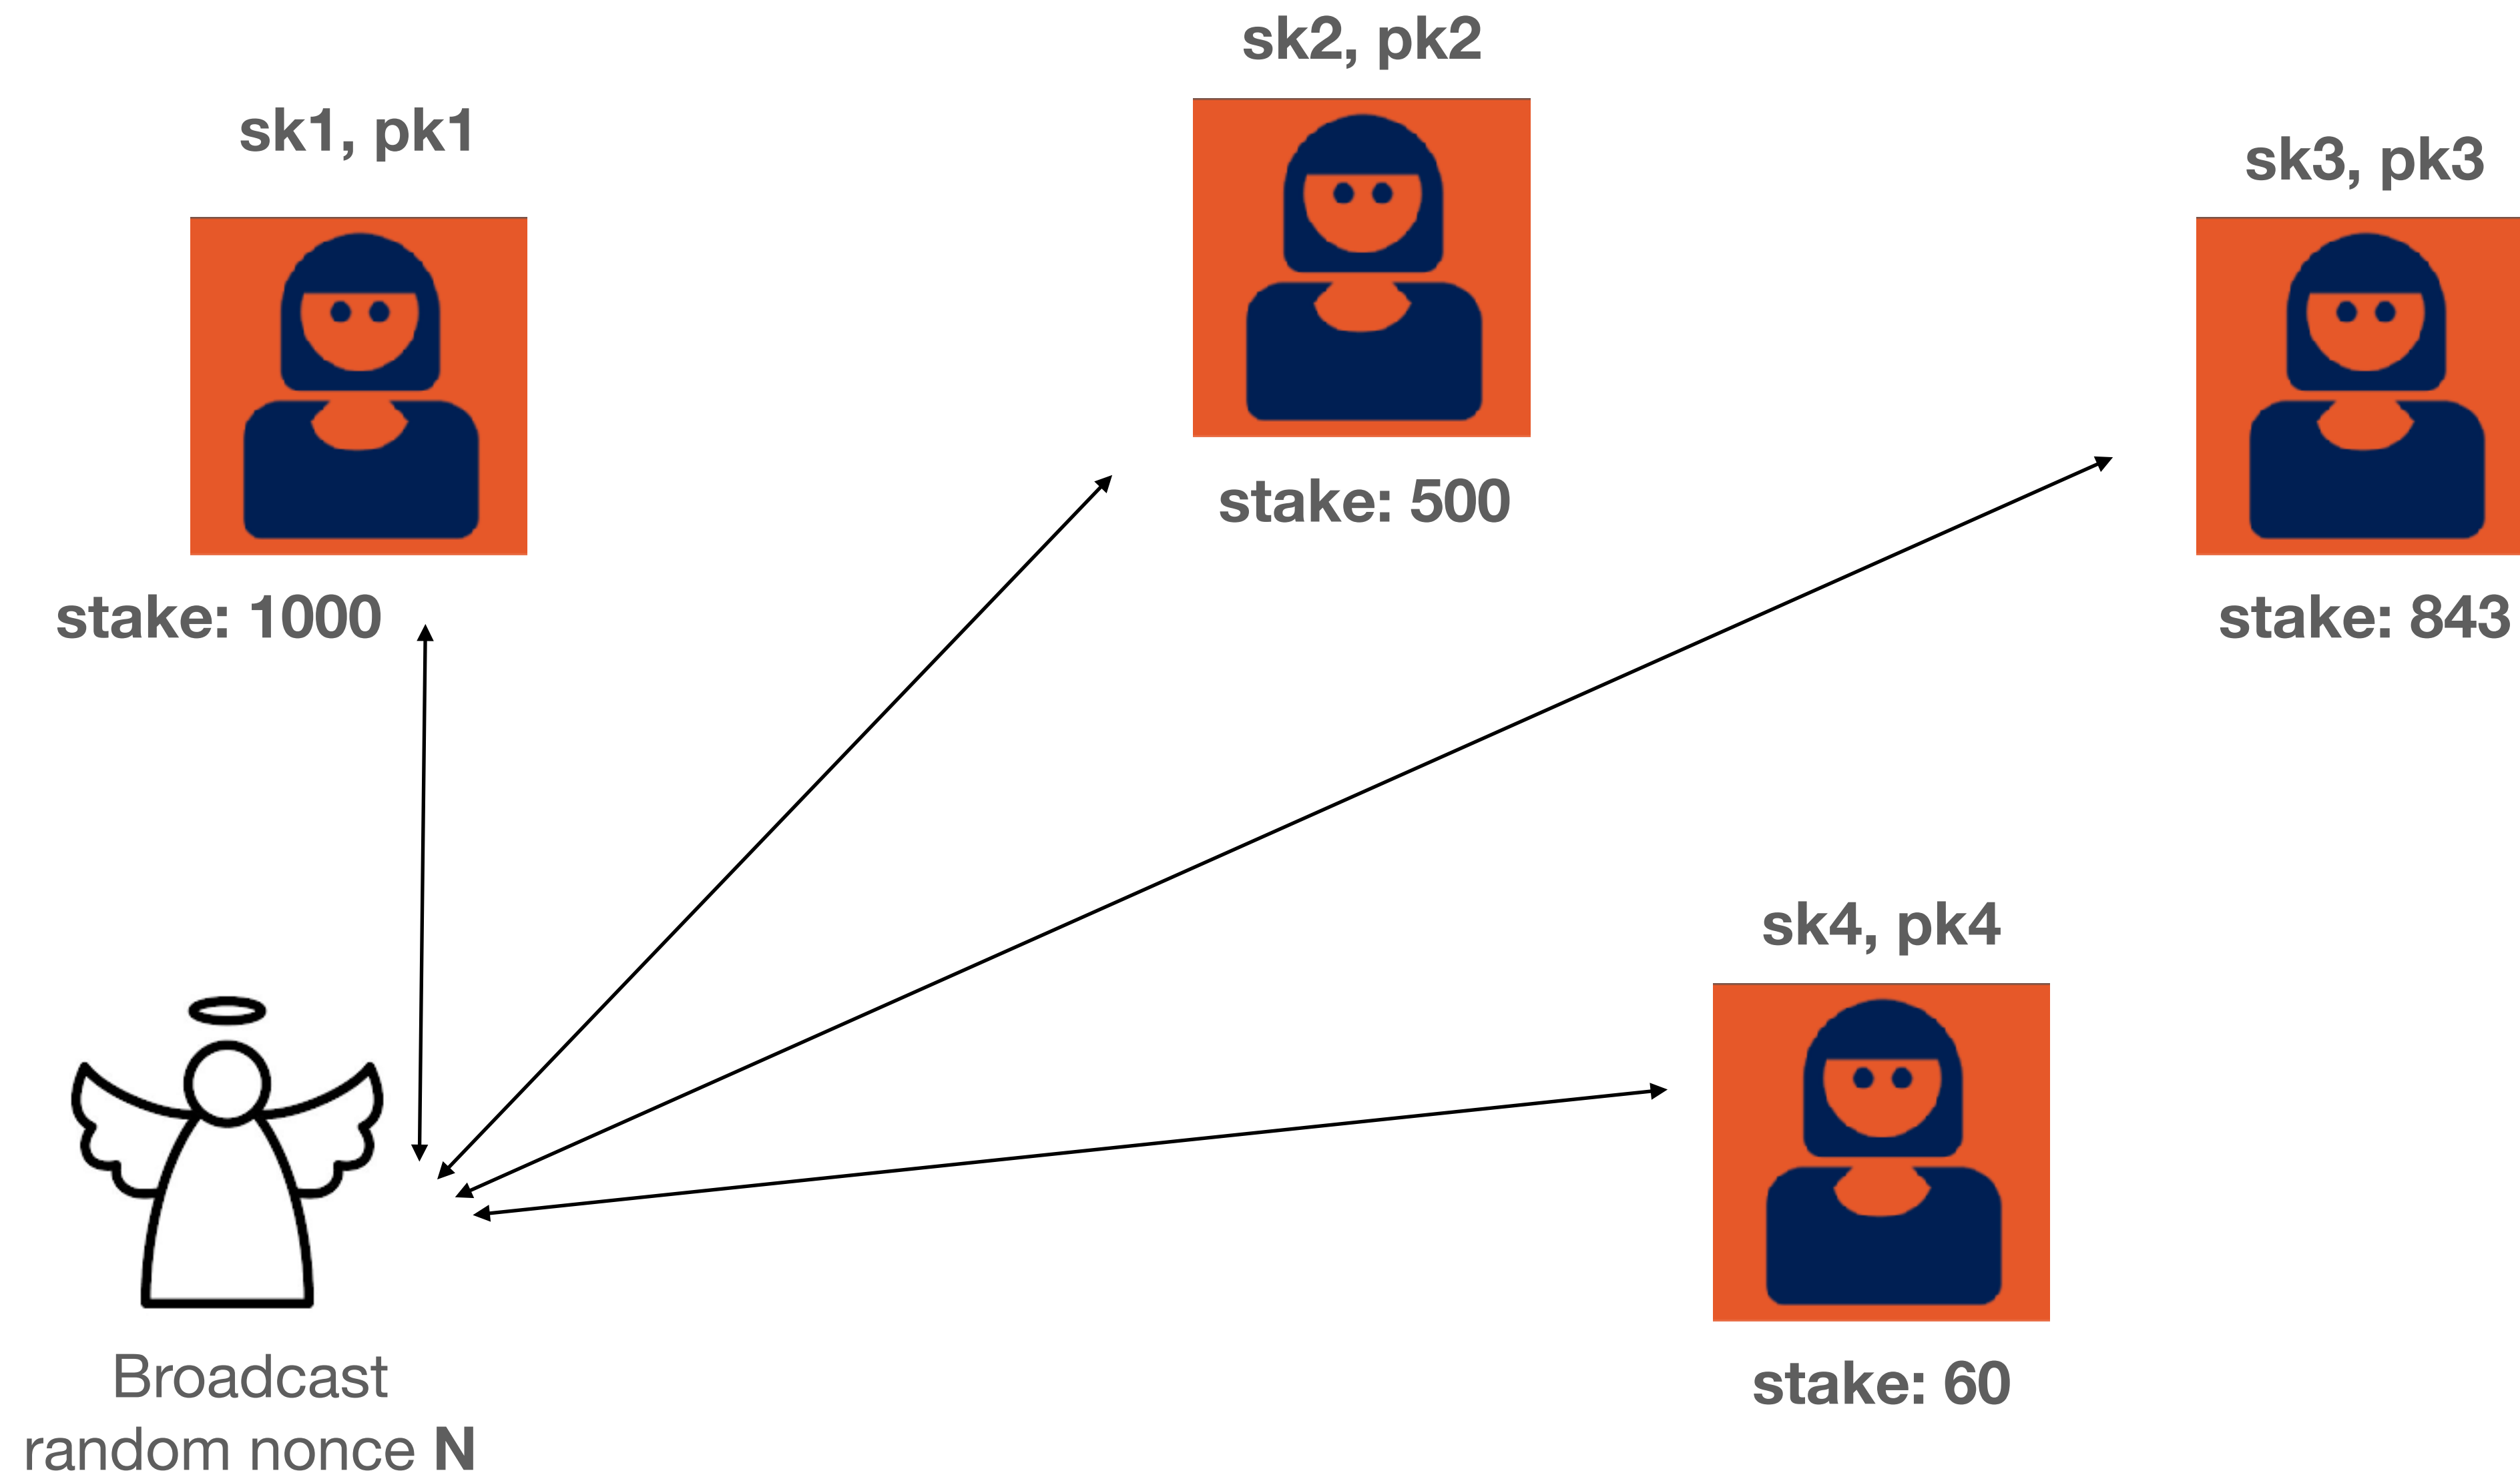 sk2, pk2
sk1, pk1
sk3, pk3
stake: 500
stake: 1000
stake: 843
sk4, pk4
Broadcast
random nonce N
stake: 60